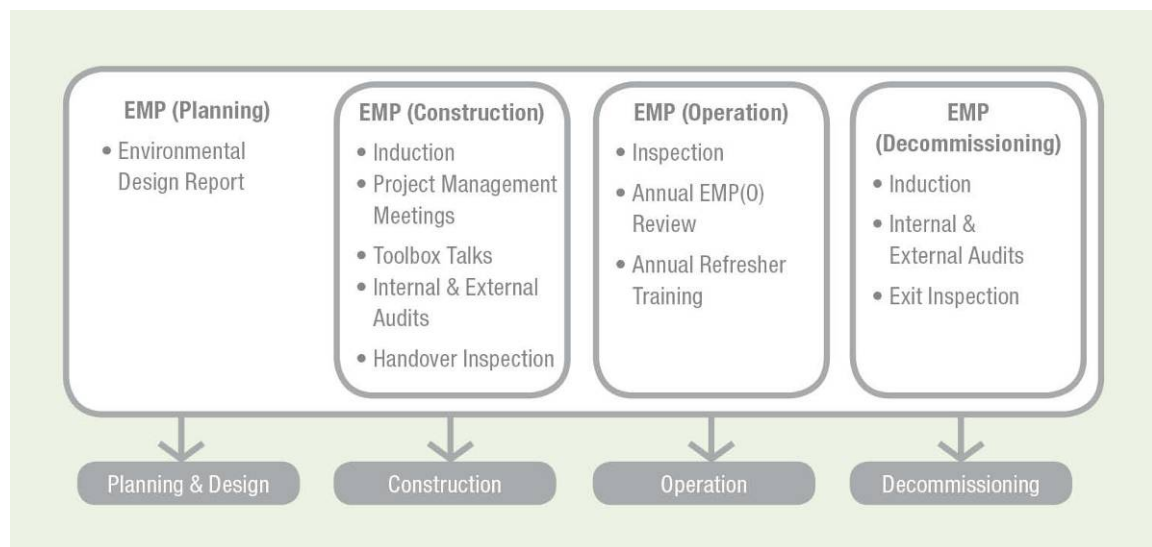 EMP (Planning)
• Environmental
Design Report
EMP (Construction)
• Induction
• Project Management
Meetings
• Toolbox Talks
• Internal & External
Audits
• Handover Inspection
EMP (Operation)
• Inspection
• Annual EMP(O)
Review
• Annual Refresher
Training
EMP
(Decommissioning)
• Induction
• Internal &
External Audits
• Exit Inspection
Planning & Design
Construction
Operation
Decommissioning